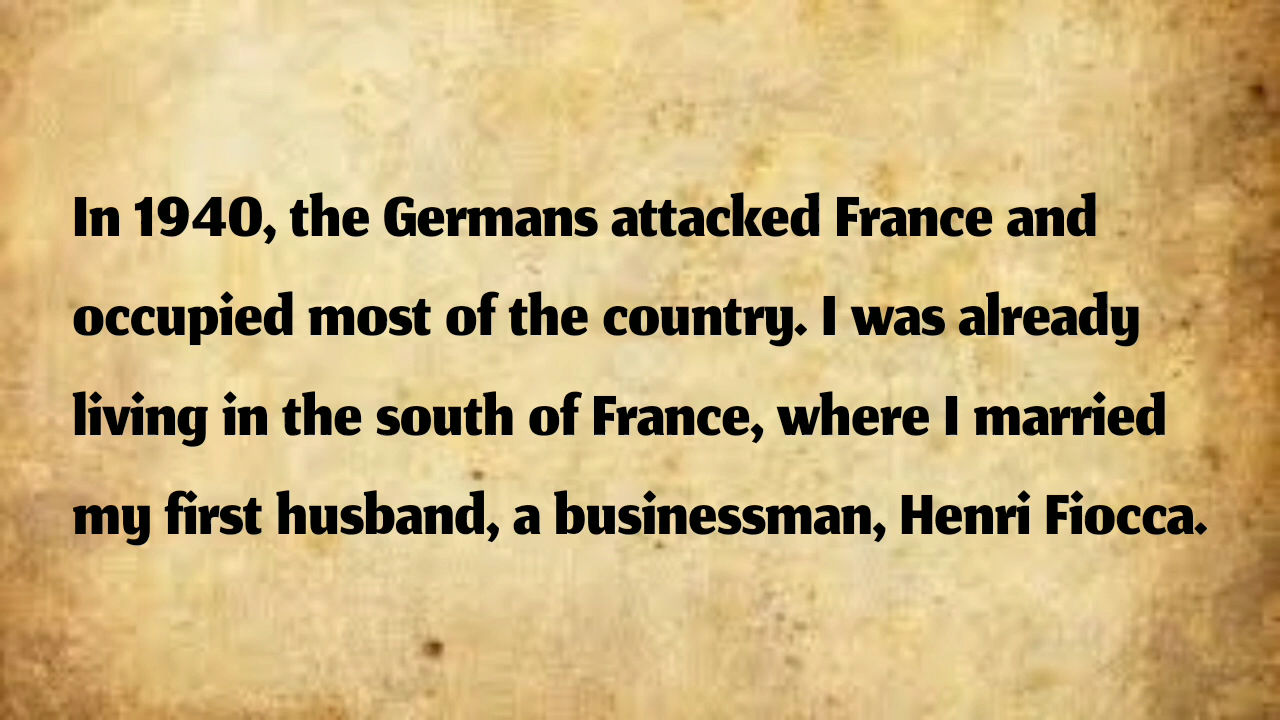 In 1940, the Germans attacked France and
occupied most of the country. I was already
living in the south of France, where I married
my first husband, a businessman, Henri Fiocca.